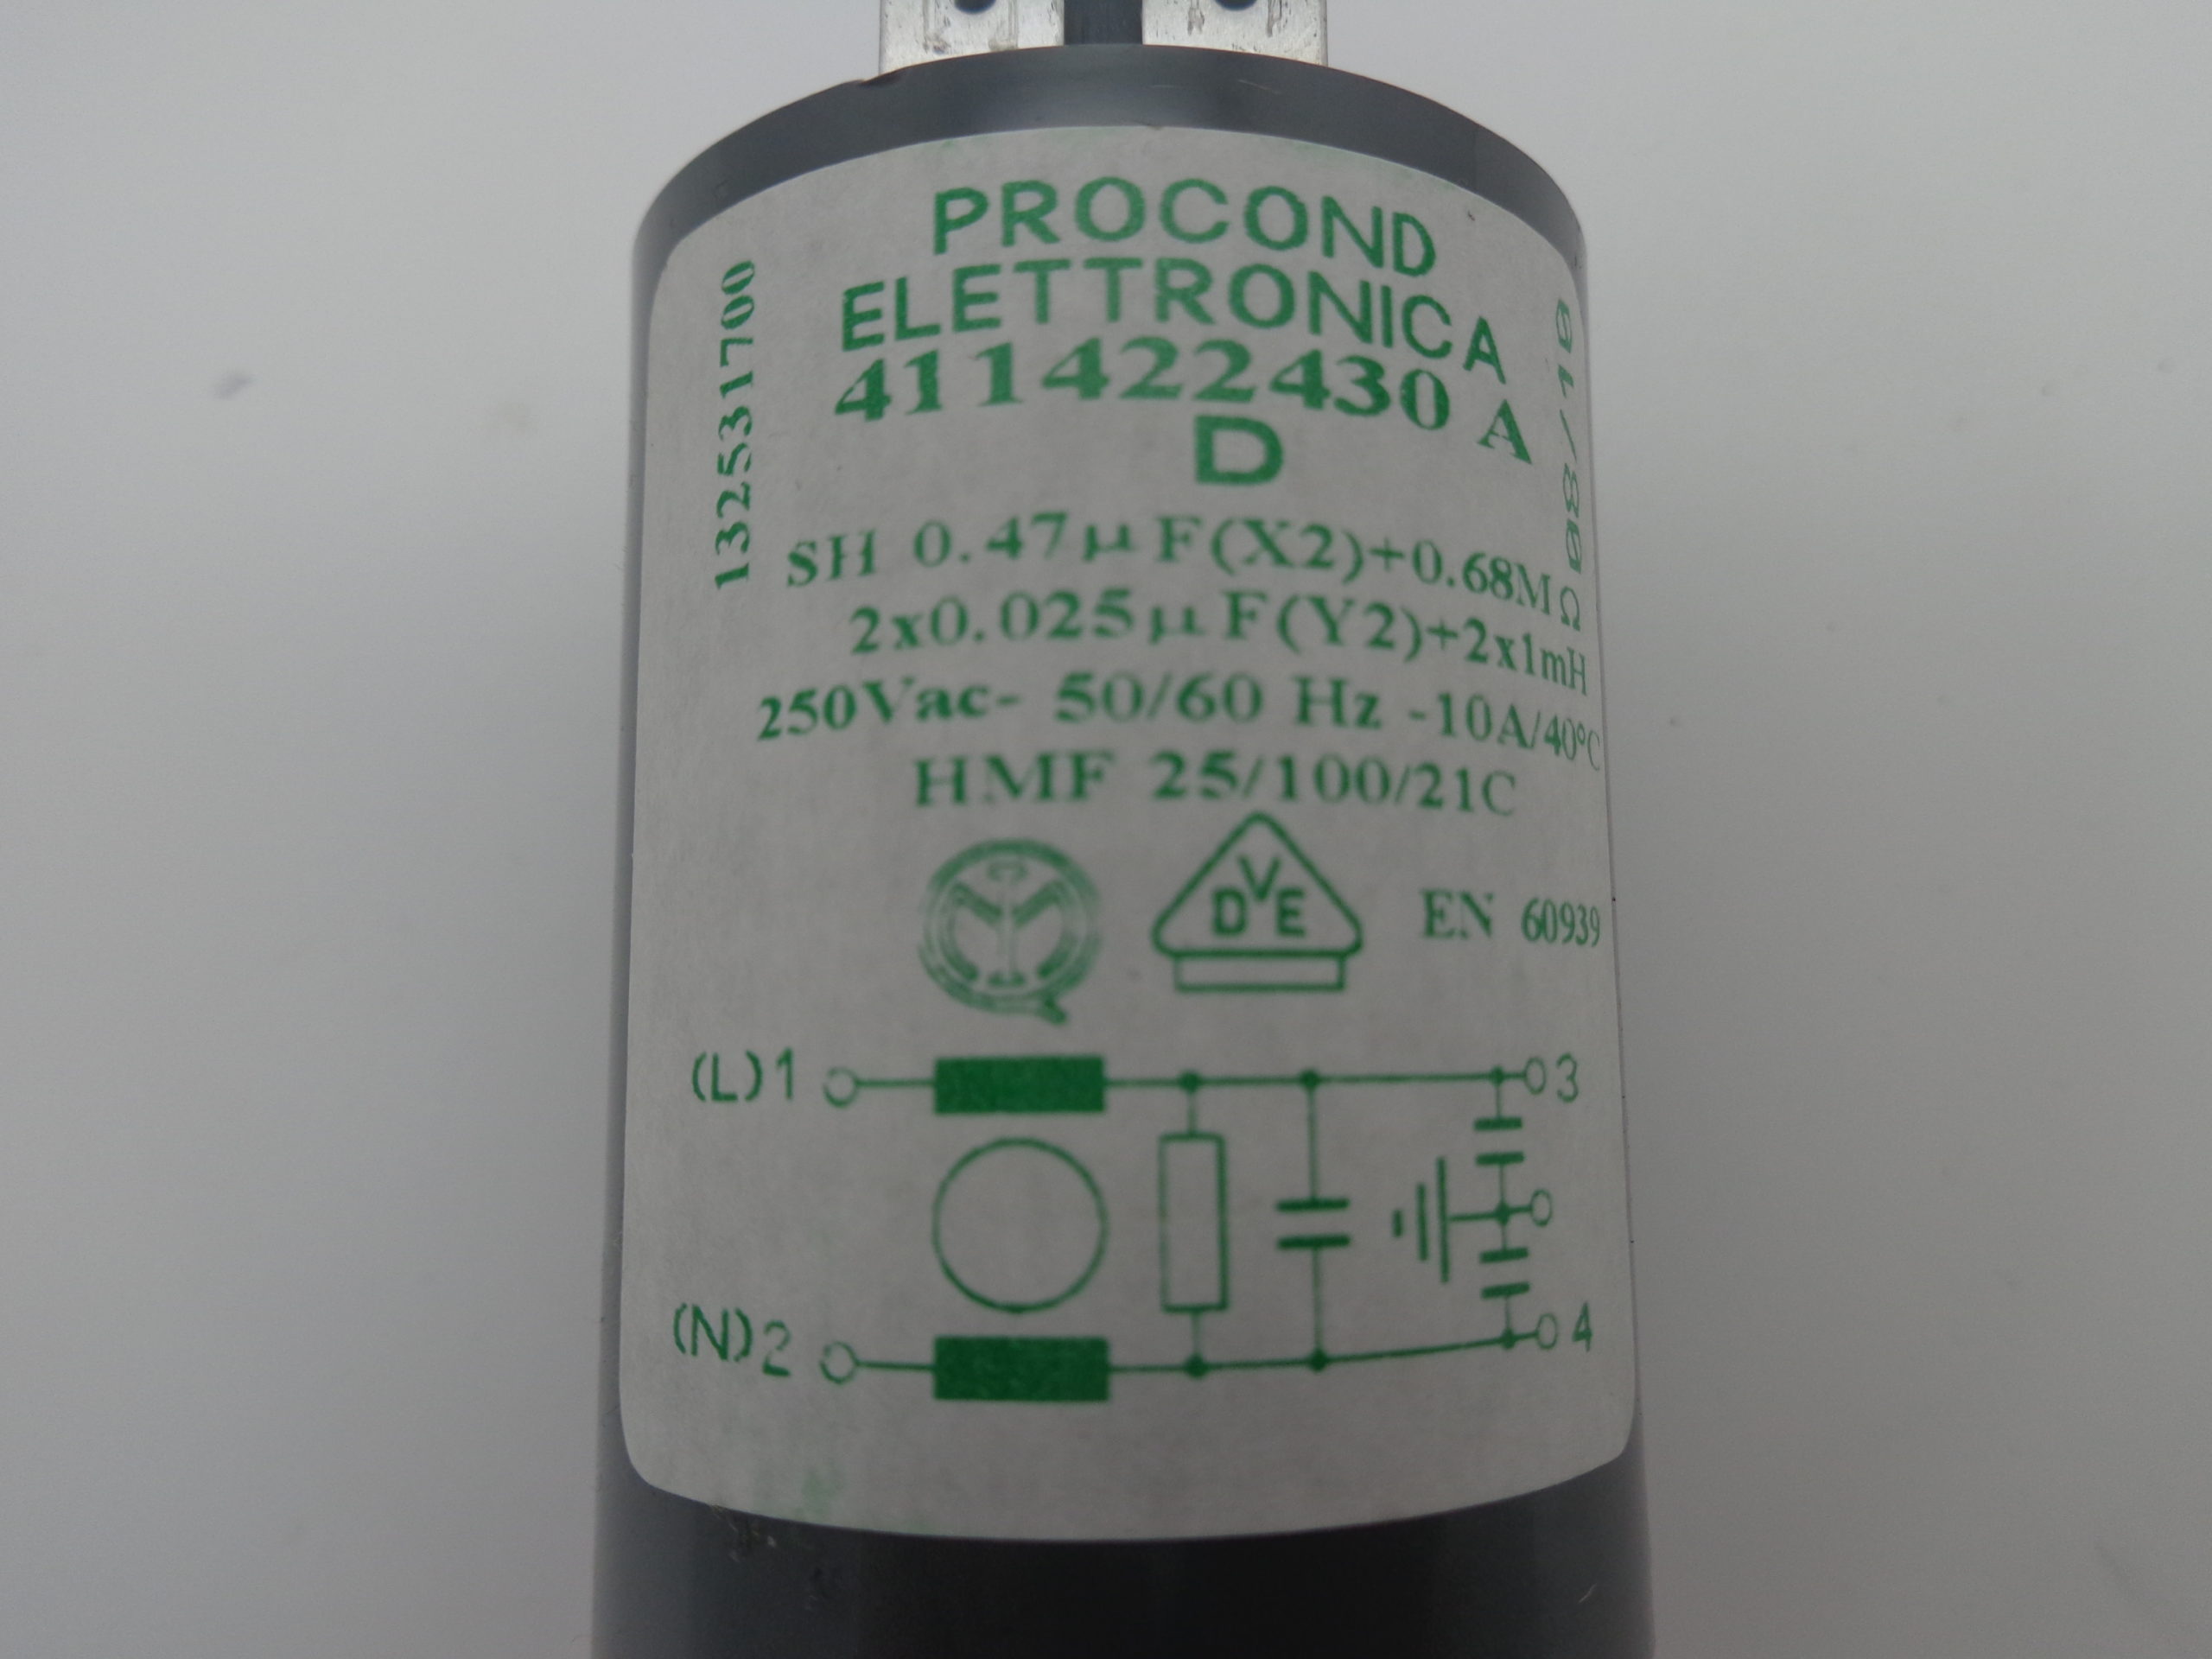 PROCOND
ELETTRONICA
411422430 A
D
132531700
SH 0.47µF(X2)+0.68MΩ
2x0.025µF(Y2)+2x1mH
250Vac- 50/60 Hz -10A/40°C
HMF 25/100/21C
DVE
EN 60939
(L)1
3
(N)2
4